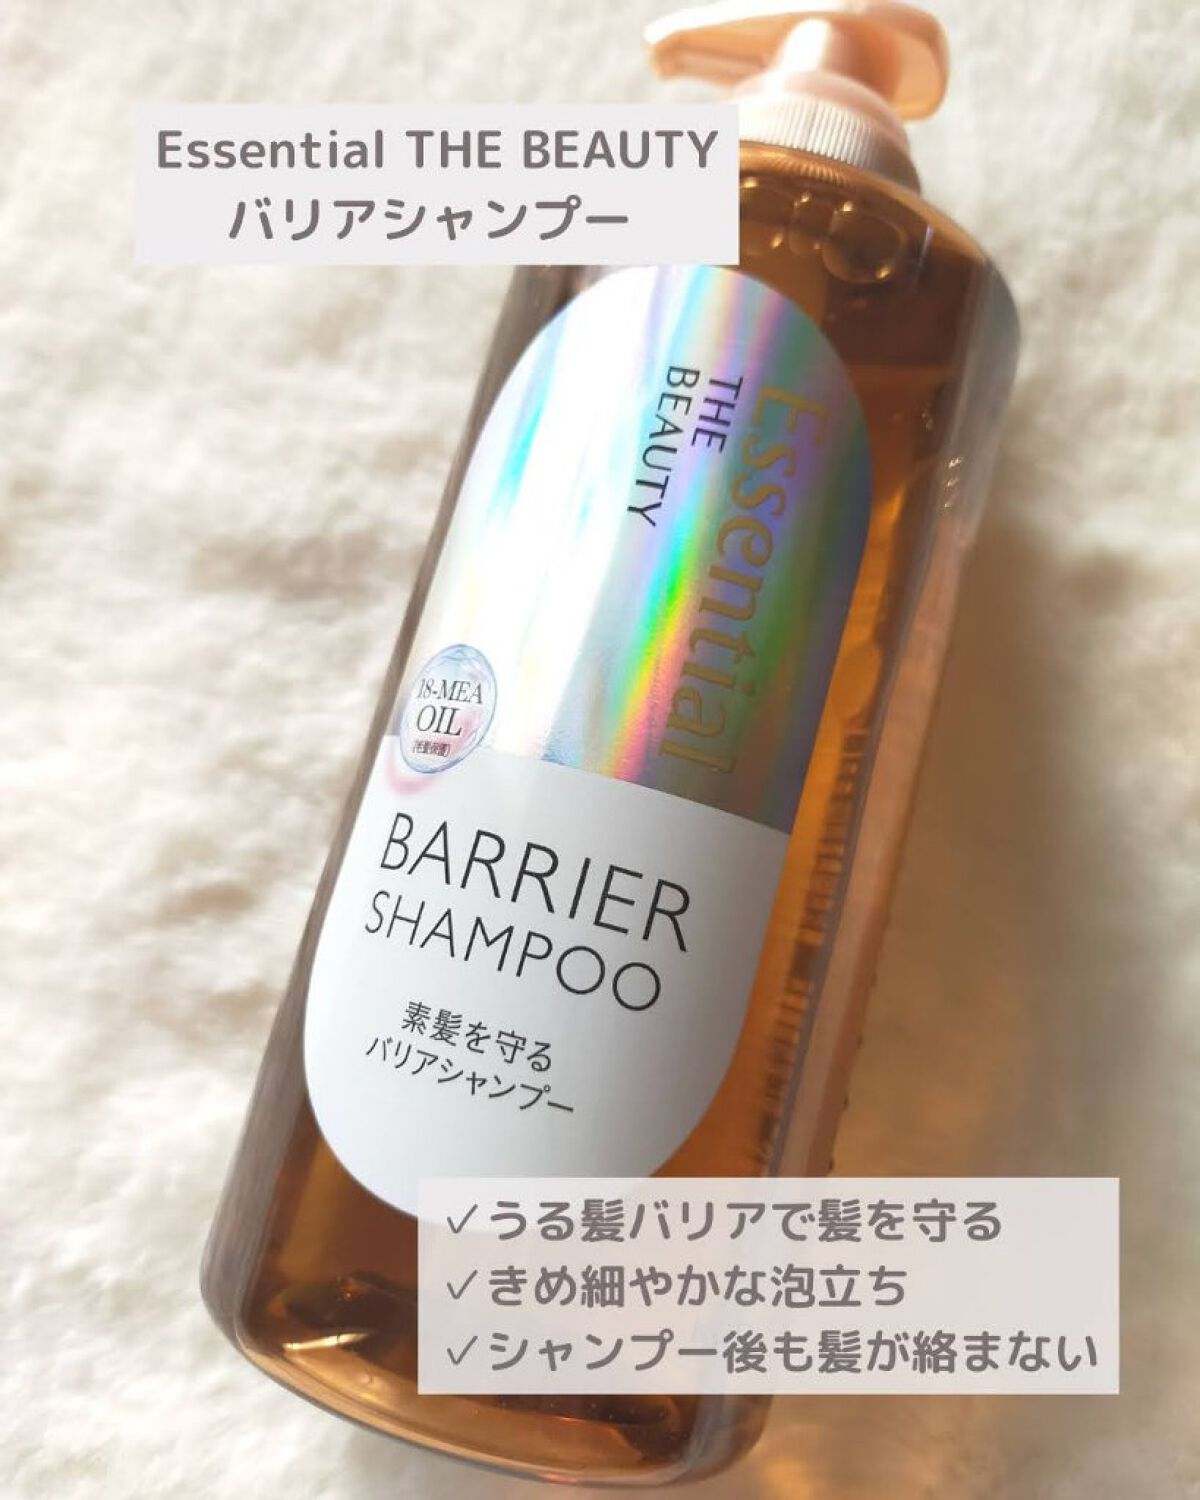 Essential THE BEAUTY
バリアシャンプー
Essential
THE
BEAUTY
18-MEA
OIL
BARRIER
SHAMPOO
素髪を守る
バリアシャンプー
✓うる髪バリアで髪を守る
✓きめ細やかな泡立ち
✓シャンプー後も髪が絡まない